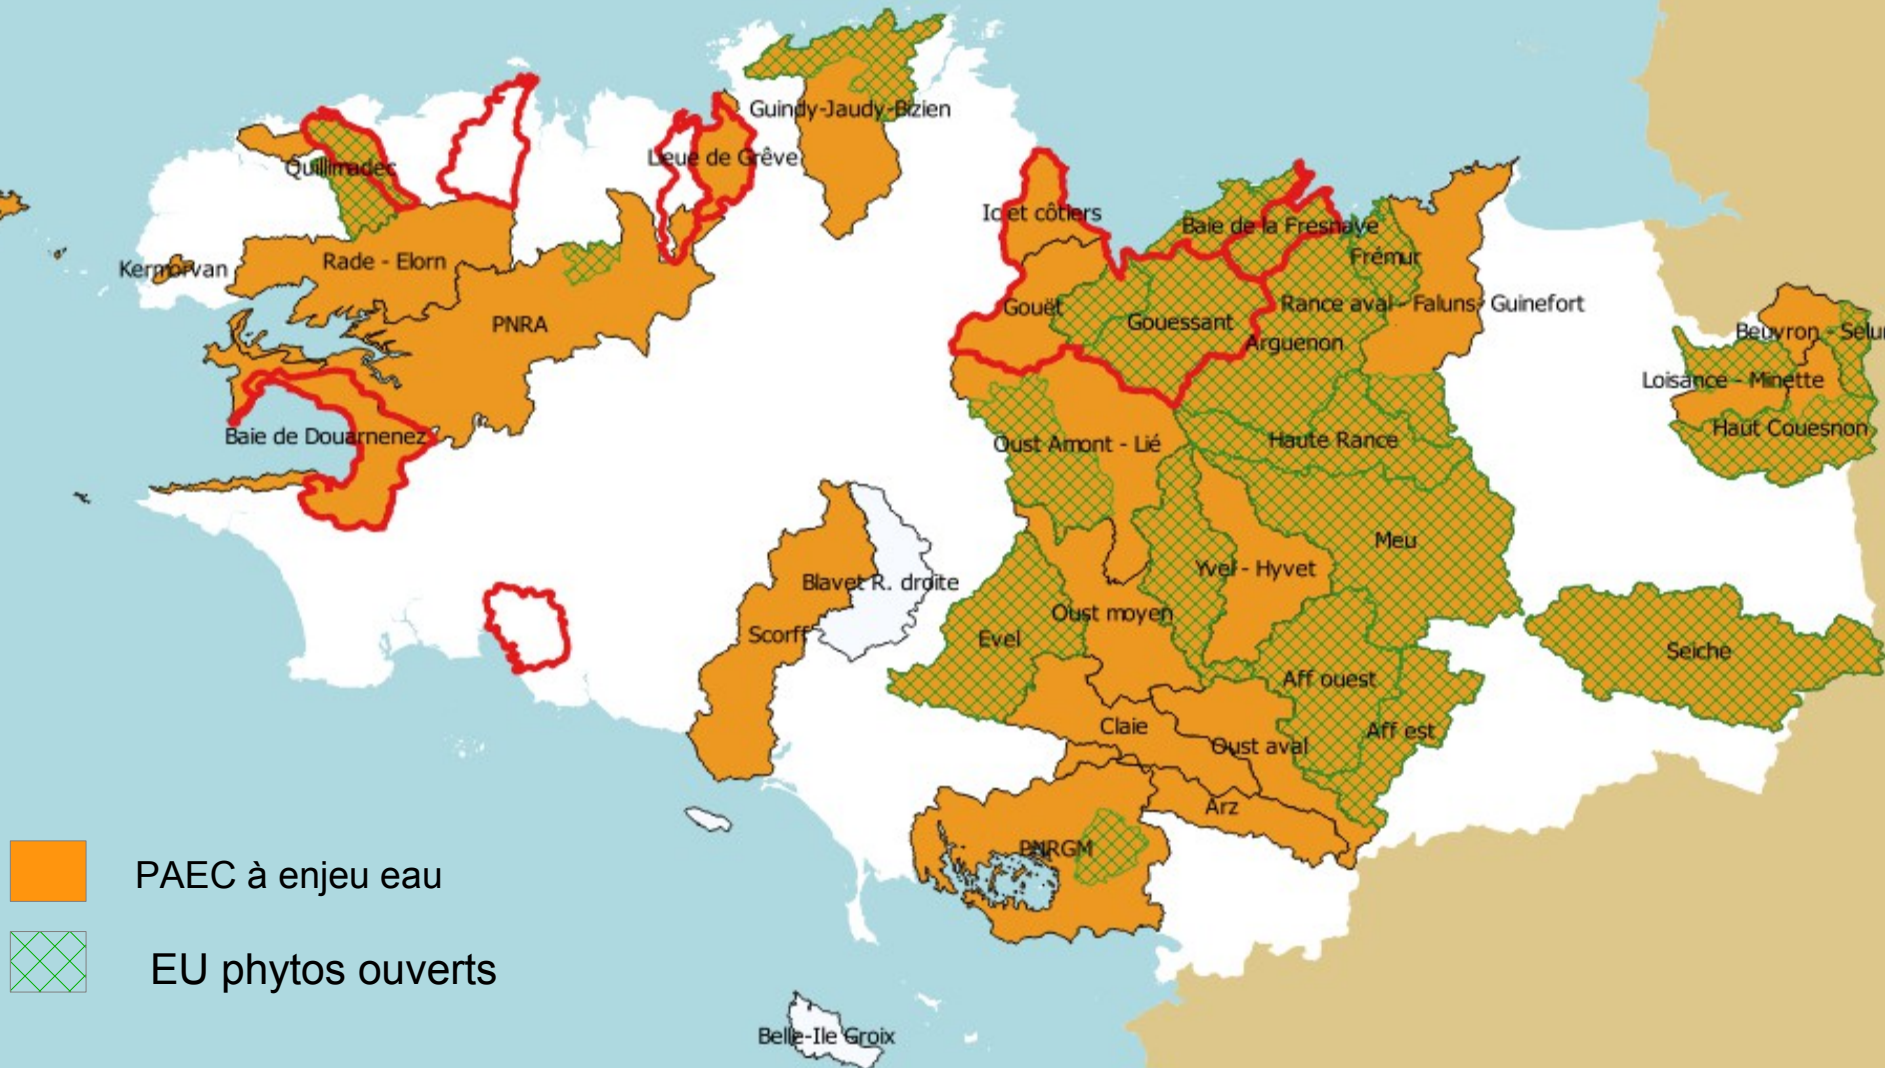 Guindy-Jaudy-Bizien
Lieue de Grève
Quillimadec
Ic et côtiers
Baie de la Fresnaye
Frémur
Rade - Elorn
Kermorvan
PNRA
Gouët
Gouessant
Rance aval - Faluns- Guinefort
Arguenon
Beuvron - Selun
Loisance - Minette
Haut Couesnon
Baie de Douarnenez
Oust Amont - Lié
Haute Rance
Meu
Blavet R. droite
Yvel - Hyvet
Oust moyen
Scorff
Evel
Seiche
Aff ouest
Claie
Oust aval
Aff est
Arz
PNRGM
PAEC à enjeu eau
EU phytos ouverts
Belle-Ile Groix